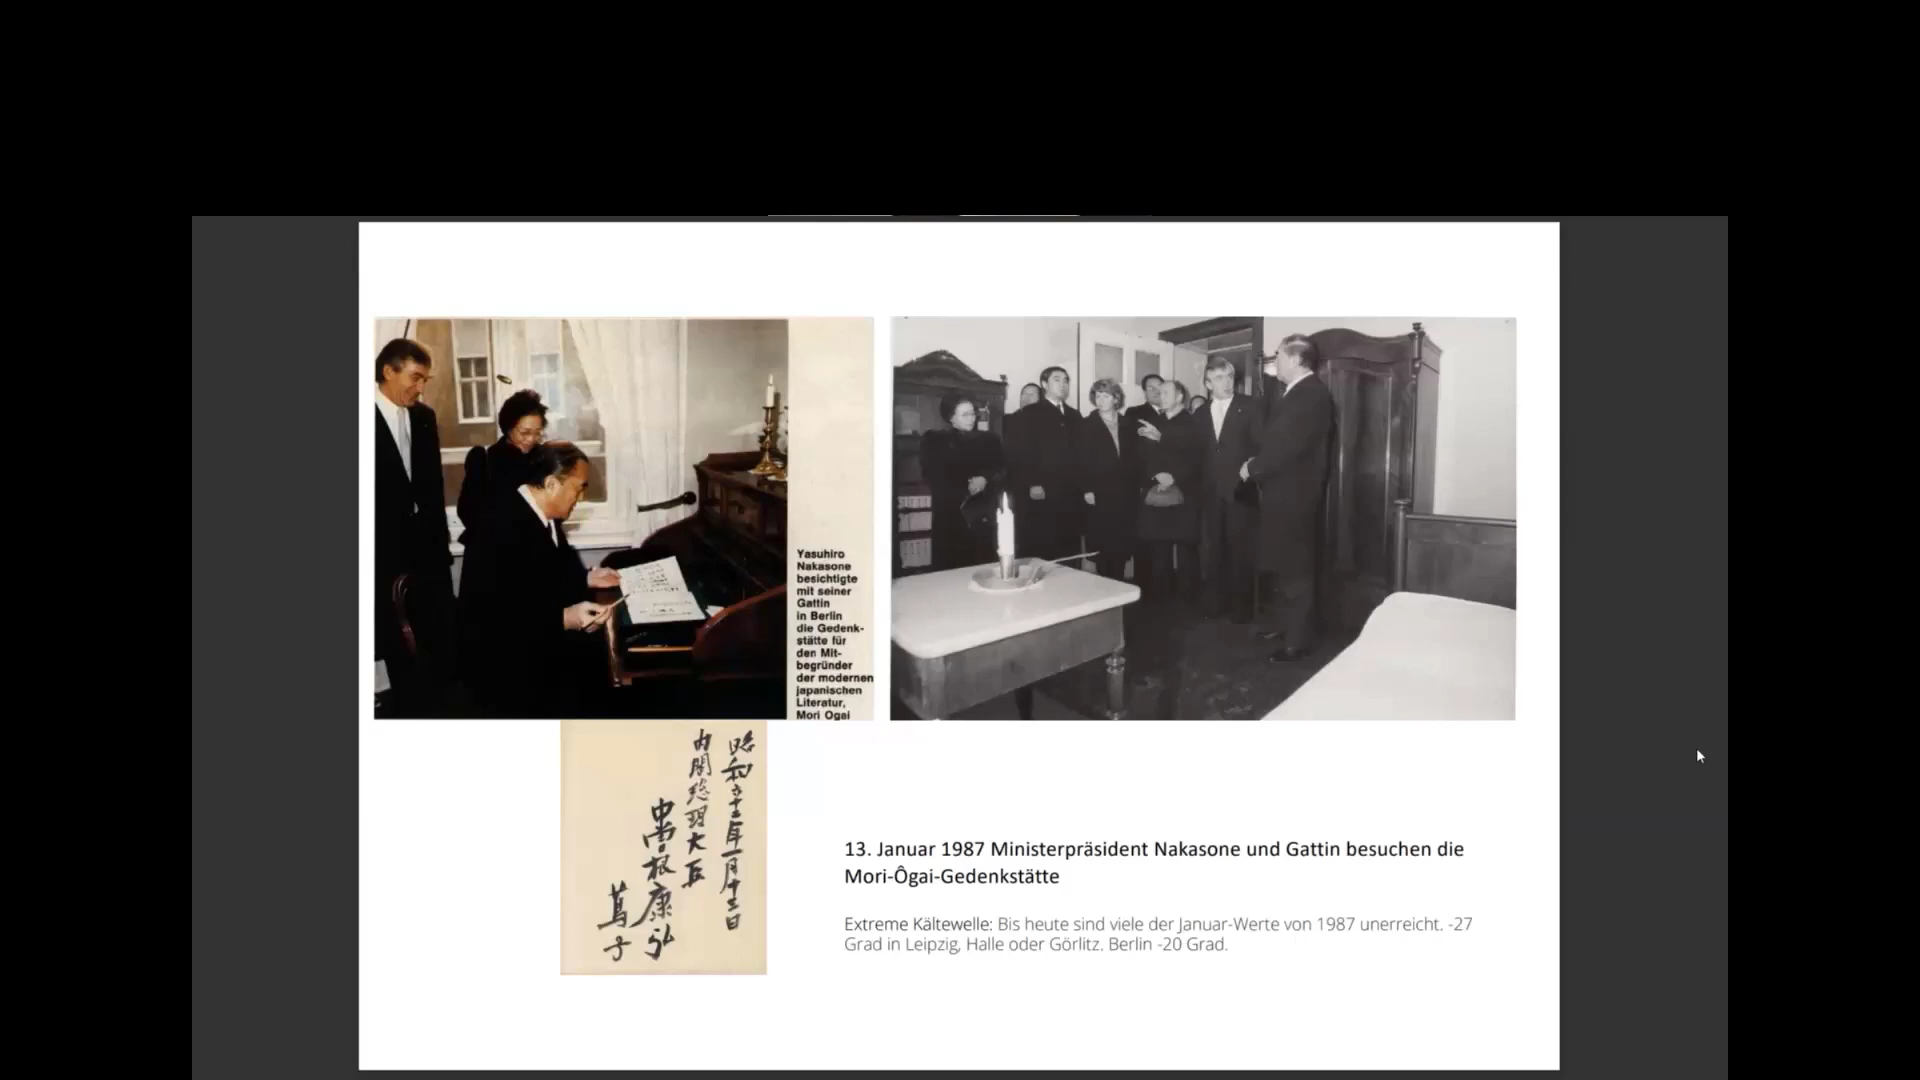 Yasuhiro
Nakasone
besichtigte
mit seiner
Gattin
in Berlin
die Gedenk-
stätte für
den Mit-
begründer
der modernen
japanischen
Literatur,
Mori Ogai
昭和六十二年一月十三日
内閣総理大臣
中曽根康弘
蔦子
13. Januar 1987 Ministerpräsident Nakasone und Gattin besuchen die
Mori-Ôgai-Gedenkstätte
Extreme Kältewelle: Bis heute sind viele der Januar-Werte von 1987 unerreicht. -27
Grad in Leipzig, Halle oder Görlitz. Berlin -20 Grad.